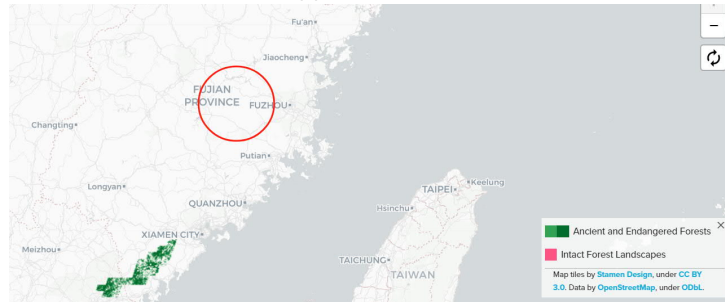 Fu'an
Jiaocheng
FUJIAN
PROVINCE
FUZHOU
Changting
Putian
Longyan
QUANZHOU
TAIPEI
Keelung
Hsinchu
XIAMEN CITY
Meizhou
TAICHUNG
TAIWAN
Ancient and Endangered Forests
Intact Forest Landscapes
Map tiles by Stamen Design, under CC BY
3.0. Data by OpenStreetMap, under ODbL.